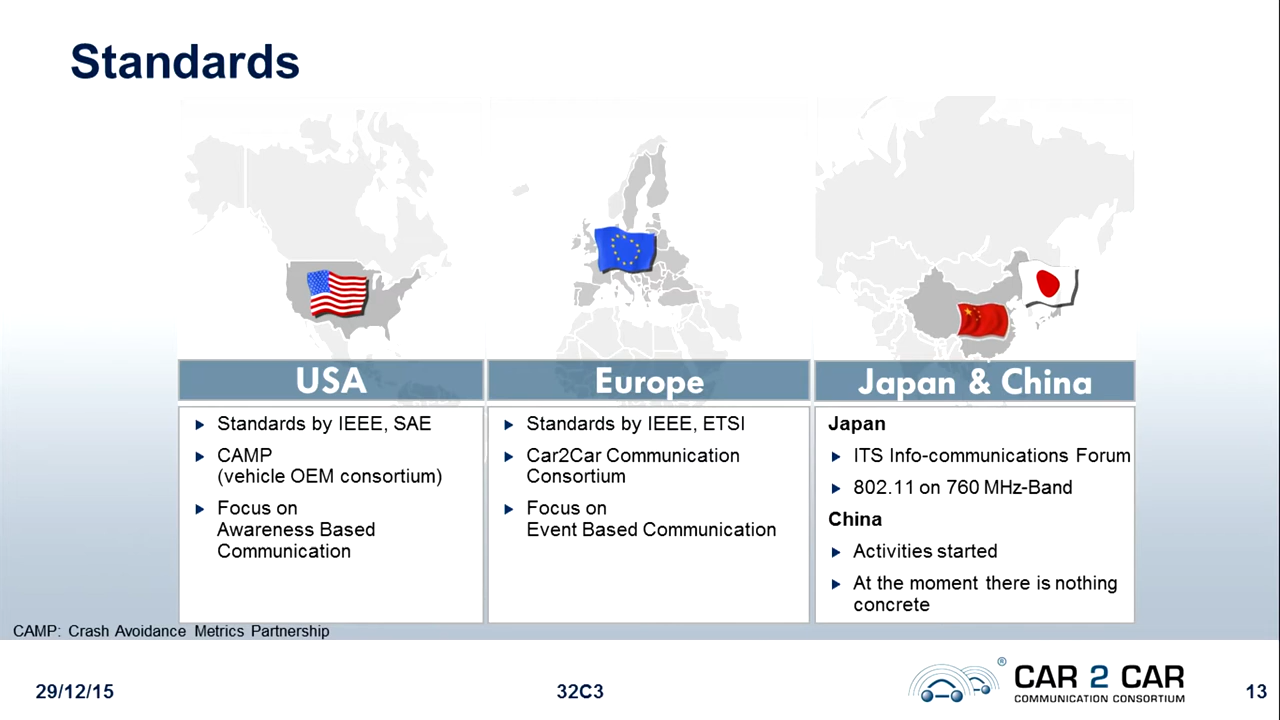 Standards
USA
Standards by IEEE, SAE
CAMP
(vehicle OEM consortium)
Focus on
Awareness Based
Communication
Europe
Standards by IEEE, ETSI
Car2Car Communication
Consortium
Focus on
Event Based Communication
Japan & China
Japan
ITS Info-communications Forum
802.11 on 760 MHz-Band
China
Activities started
At the moment there is nothing
concrete
CAMP: Crash Avoidance Metrics Partnership
29/12/15
32C3
® CAR 2 CAR
COMMUNICATION CONSORTIUM
13